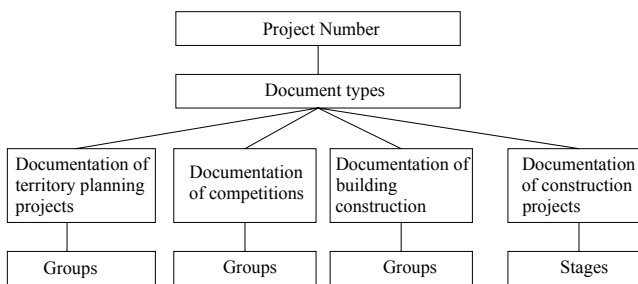 Project Number
Document types
Documentation of
territory planning
projects
Documentation
of competitions
Documentation of
building
construction
Documentation
of construction
projects
Groups
Groups
Groups
Stages